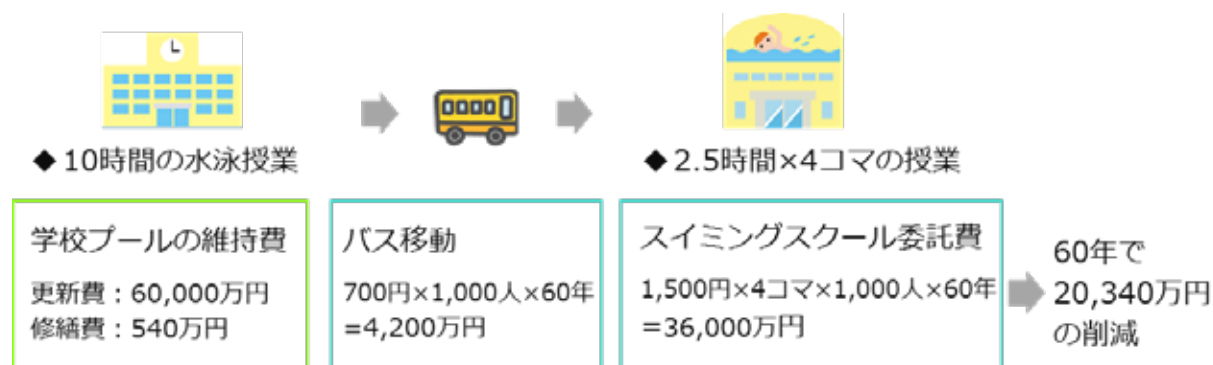 ◆10時間の水泳授業
◆2.5時間×4コマの授業
学校プールの維持費
更新費：60,000万円
修繕費：540万円
バス移動
700円×1,000人×60年
=4,200万円
スイミングスクール委託費
1,500円×4コマ×1,000人×60年
＝36,000万円
60年で
20,340万円
の削減